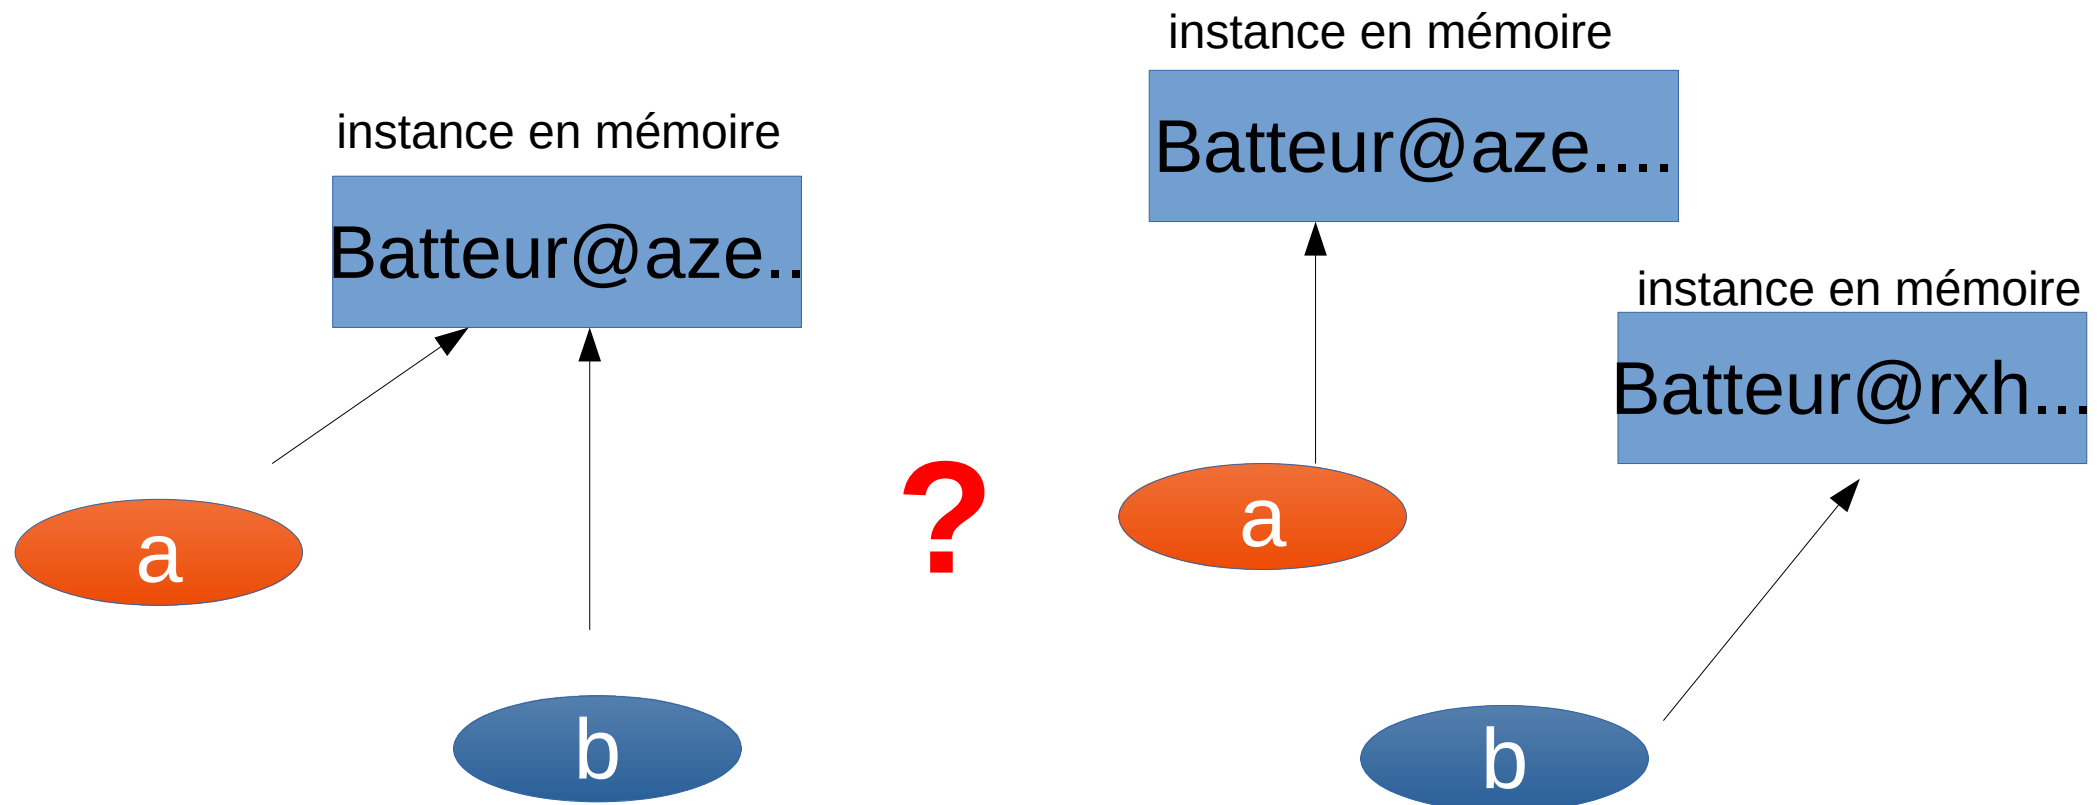 instance en mémoire
Batteur@aze..
a
b
?
instance en mémoire
Batteur@aze....
instance en mémoire
Batteur@rxh...
a
b